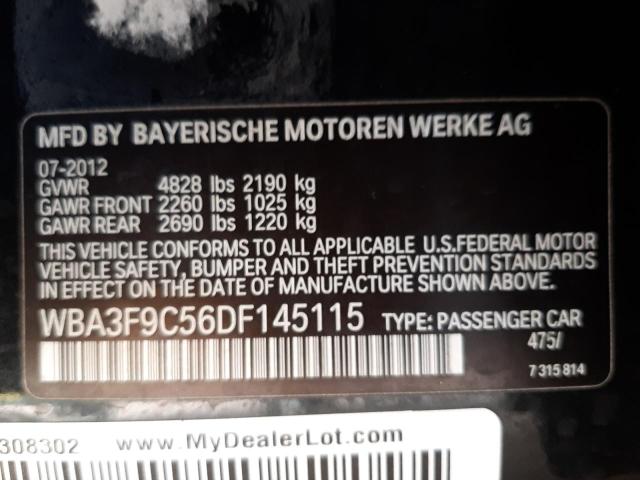 MFD BY BAYERISCHE MOTOREN WERKE AG
07-2012
GVWR 4828 lbs 2190 kg
GAWR FRONT 2260 lbs 1025 kg
GAWR REAR 2690 lbs 1220 kg
THIS VEHICLE CONFORMS TO ALL APPLICABLE U.S.FEDERAL MOTOR
VEHICLE SAFETY, BUMPER AND THEFT PREVENTION STANDARDS
IN EFFECT ON THE DATE OF MANUFACTURE SHOWN ABOVE.
WBA3F9C56DF145115 TYPE: PASSENGER CAR
475/
7 315 814
308302 www.MyDealerLot.com